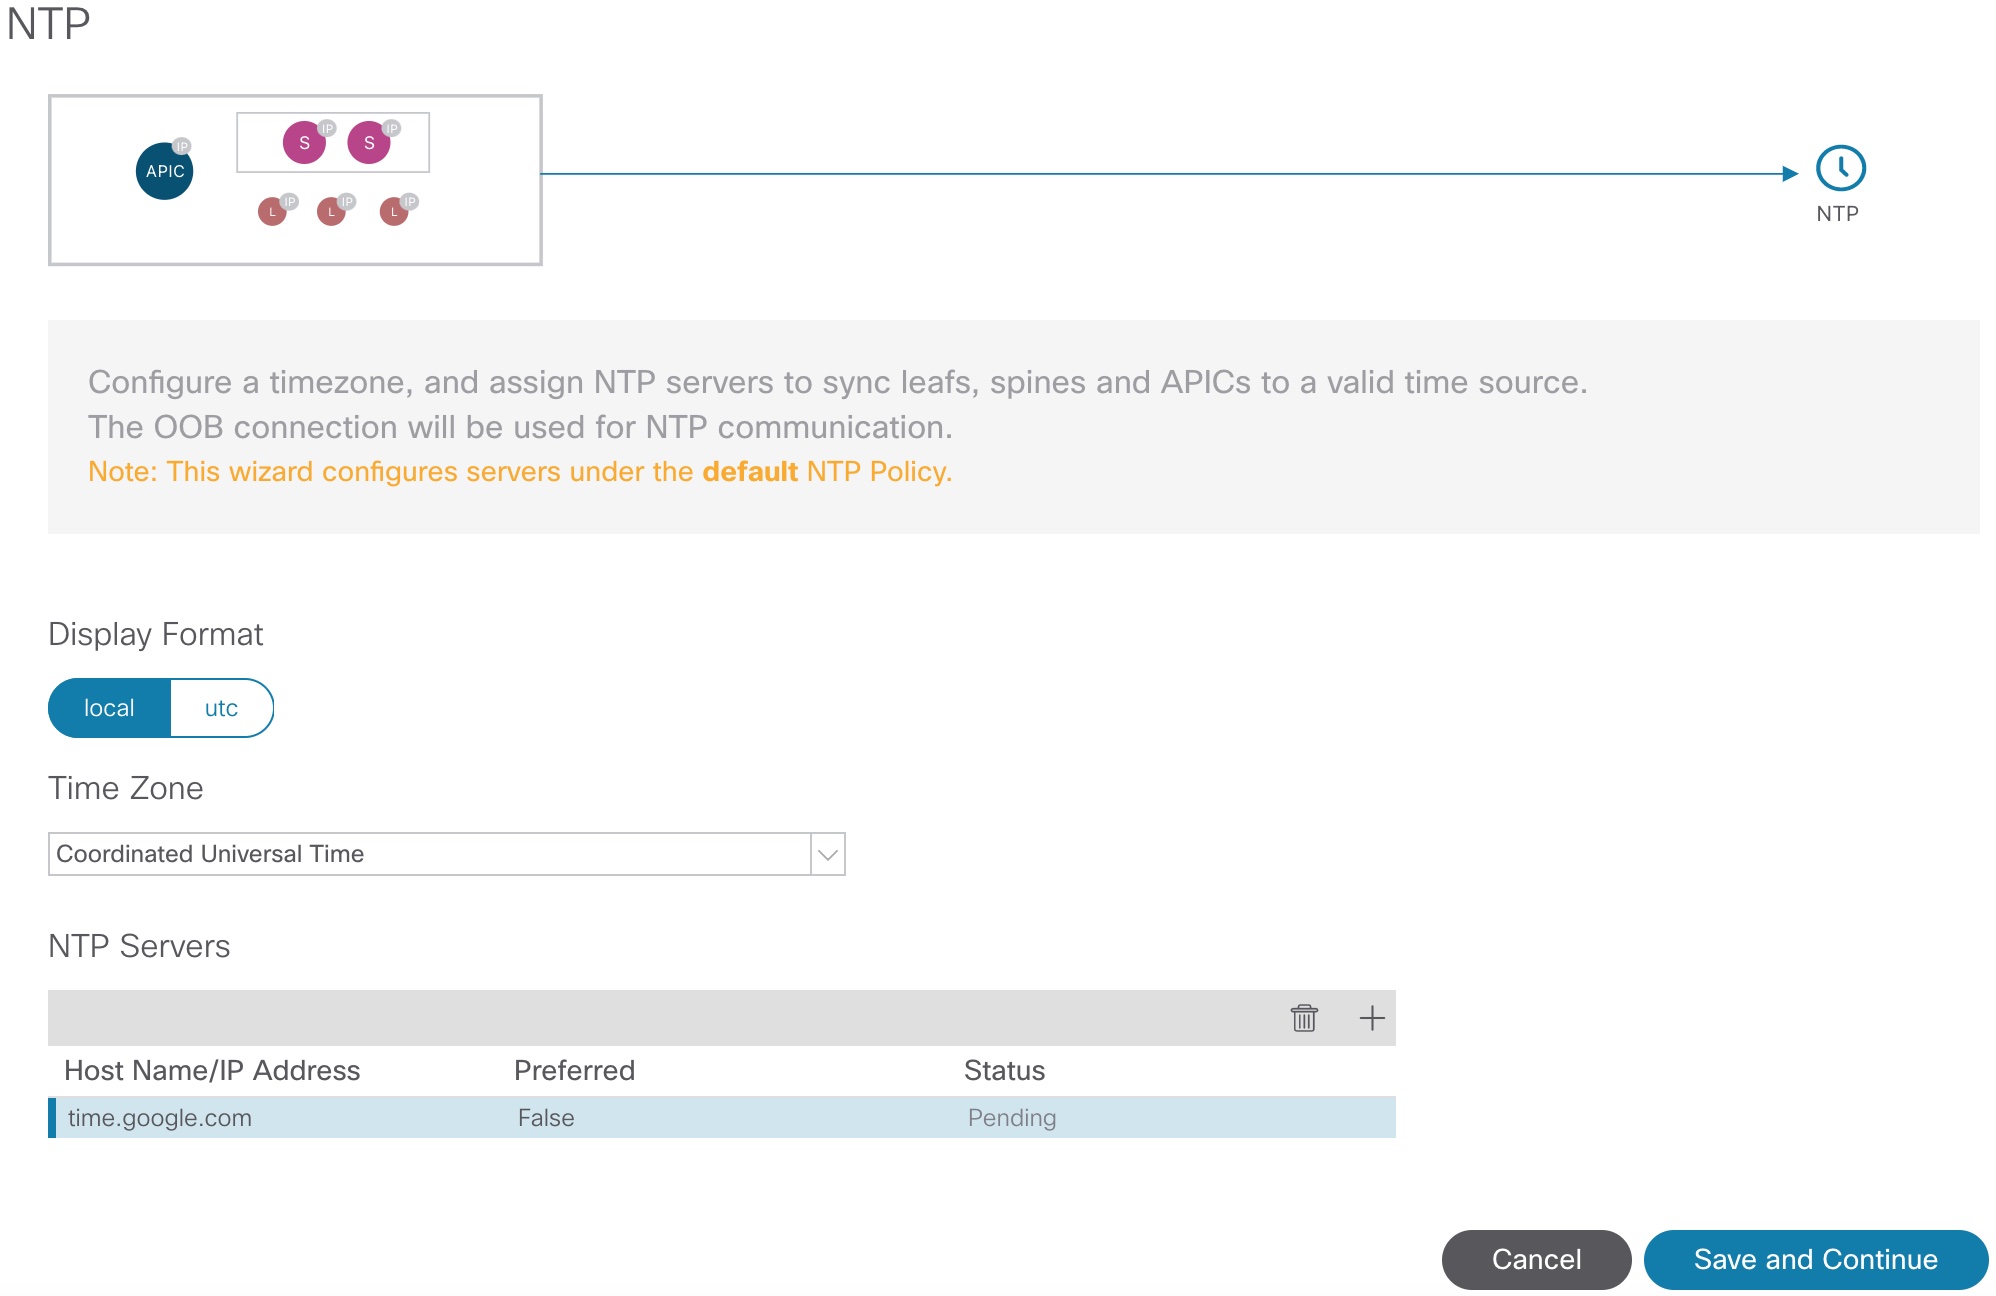 NTP
APIC IP
S IP S IP
L IP L IP L IP
NTP
Configure a timezone, and assign NTP servers to sync leafs, spines and APICs to a valid time source.
The OOB connection will be used for NTP communication.
Note: This wizard configures servers under the default NTP Policy.
Display Format
local utc
Time Zone
Coordinated Universal Time
NTP Servers
Host Name/IP Address Preferred Status
time.google.com False Pending
Cancel Save and Continue